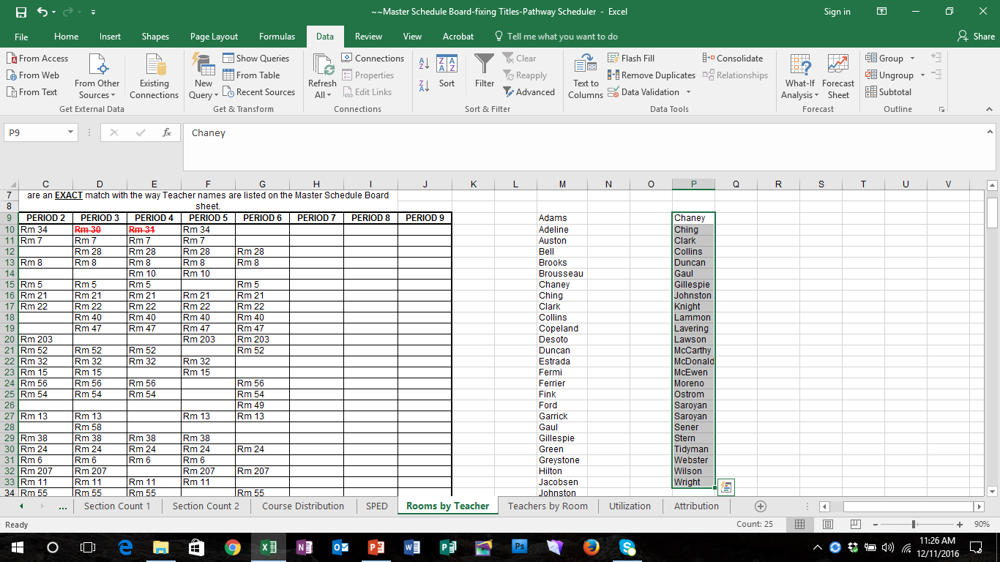 ~~Master Schedule Board-fixing Titles-Pathway Scheduler - Excel Sign in
File Home Insert Shapes Page Layout Formulas Data Review View Acrobat Tell me what you want to do Share
From Access
From Web
From Text
From Other Sources
Existing Connections
Get External Data
New Query
Show Queries
From Table
Recent Sources
Get & Transform
Refresh All
Connections
Properties
Edit Links
Connections
Sort
Filter
Clear
Reapply
Advanced
Sort & Filter
Text to Columns
Flash Fill
Remove Duplicates
Data Validation
Consolidate
Relationships
Data Tools
What-If Analysis
Forecast Sheet
Forecast
Group
Ungroup
Subtotal
Outline
P9 fx Chaney
C D E F G H I J K L M N O P Q R S T U V
7 are an EXACT match with the way Teacher names are listed on the Master Schedule Board
8 sheet.
9 PERIOD 2 PERIOD 3 PERIOD 4 PERIOD 5 PERIOD 6 PERIOD 7 PERIOD 8 PERIOD 9 Adams Chaney
10 Rm 34 Rm 30 Rm 31 Rm 34 Adeline Ching
11 Rm 7 Rm 7 Rm 7 Rm 7 Auston Clark
12 Rm 28 Rm 28 Rm 28 Rm 28 Bell Collins
13 Rm 8 Rm 8 Rm 8 Rm 8 Rm 8 Brooks Duncan
14 Rm 10 Rm 10 Brousseau Gaul
15 Rm 5 Rm 5 Rm 5 Rm 5 Chaney Gillespie
16 Rm 21 Rm 21 Rm 21 Rm 21 Rm 21 Ching Johnston
17 Rm 22 Rm 22 Rm 22 Rm 22 Rm 22 Clark Knight
18 Rm 40 Rm 40 Rm 40 Rm 40 Collins Lammon
19 Rm 47 Rm 47 Rm 47 Rm 47 Copeland Lavering
20 Rm 203 Rm 203 Rm 203 Desoto Lawson
21 Rm 52 Rm 52 Rm 52 Rm 52 Duncan McCarthy
22 Rm 32 Rm 32 Rm 32 Rm 32 Estrada McDonald
23 Rm 15 Rm 15 Rm 15 Fermi McEwen
24 Rm 56 Rm 56 Rm 56 Rm 56 Ferrier Moreno
25 Rm 54 Rm 54 Rm 54 Rm 54 Fink Ostrom
26 Rm 49 Ford Saroyan
27 Rm 13 Rm 13 Rm 13 Rm 13 Garrick Saroyan
28 Rm 58 Gaul Sener
29 Rm 38 Rm 38 Rm 38 Rm 38 Gillespie Stern
30 Rm 24 Rm 24 Rm 24 Rm 24 Rm 24 Green Tidyman
31 Rm 6 Rm 6 Rm 6 Rm 6 Greystone Webster
32 Rm 207 Rm 207 Rm 207 Rm 207 Hilton Wilson
33 Rm 11 Rm 11 Rm 11 Rm 11 Jacobsen Wright
34 Rm 55 Rm 55 Rm 55 Rm 55 Johnston
... Section Count 1 Section Count 2 Course Distribution SPED Rooms by Teacher Teachers by Room Utilization Attribution
Ready Count: 25 90%
11:26 AM
12/11/2016